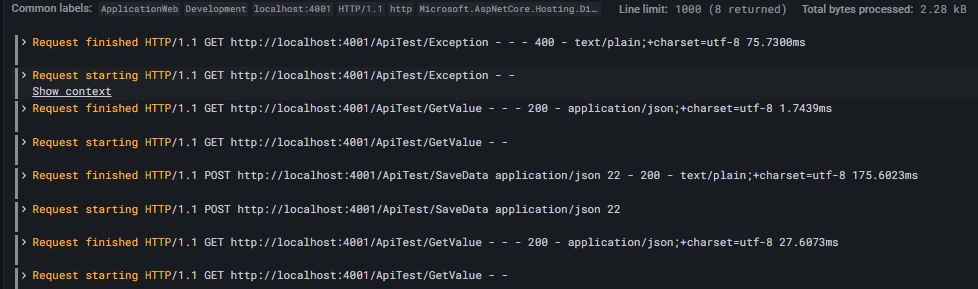 Common labels: ApplicationWeb Development localhost:4001 HTTP/1.1 http Microsoft.AspNetCore.Hosting.Di… Line limit: 1000 (8 returned) Total bytes processed: 2.28 kB
> Request finished HTTP/1.1 GET http://localhost:4001/ApiTest/Exception - - - 400 - text/plain;+charset=utf-8 75.7300ms
> Request starting HTTP/1.1 GET http://localhost:4001/ApiTest/Exception - -
Show context
> Request finished HTTP/1.1 GET http://localhost:4001/ApiTest/GetValue - - - 200 - application/json;+charset=utf-8 1.7439ms
> Request starting HTTP/1.1 GET http://localhost:4001/ApiTest/GetValue - -
> Request finished HTTP/1.1 POST http://localhost:4001/ApiTest/SaveData application/json 22 - 200 - text/plain;+charset=utf-8 175.6023ms
> Request starting HTTP/1.1 POST http://localhost:4001/ApiTest/SaveData application/json 22
> Request finished HTTP/1.1 GET http://localhost:4001/ApiTest/GetValue - - - 200 - application/json;+charset=utf-8 27.6073ms
> Request starting HTTP/1.1 GET http://localhost:4001/ApiTest/GetValue - -